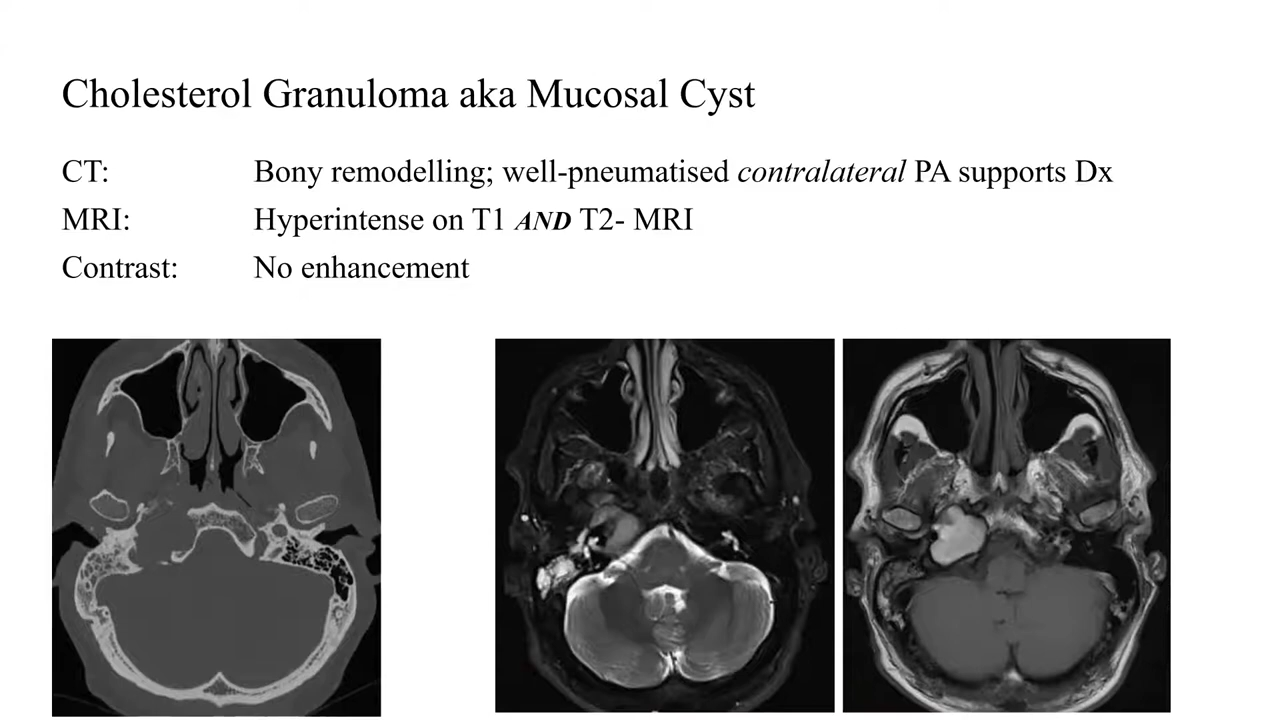 Cholesterol Granuloma aka Mucosal Cyst
CT: Bony remodelling; well-pneumatised contralateral PA supports Dx
MRI: Hyperintense on T1 AND T2- MRI
Contrast: No enhancement